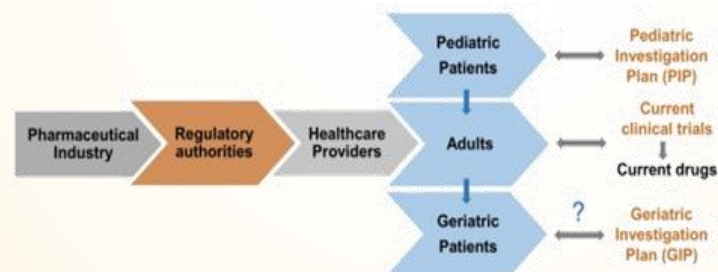 Pediatric
Patients
Pediatric
Investigation
Plan (PIP)
Pharmaceutical
Industry
Regulatory
authorities
Healthcare
Providers
Adults
Current
clinical trials
Current drugs
Geriatric
Patients
?
Geriatric
Investigation
Plan (GIP)